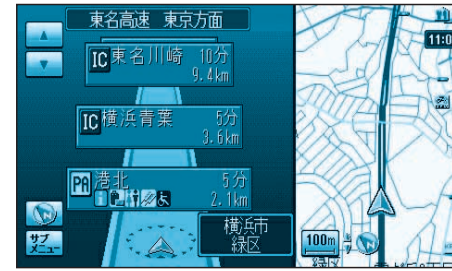 東名高速 東京方面
11:0
IC 東名川崎 10分
9.4km
IC 横浜青葉 5分
3.6km
PA 港北 5分
2.1km
横浜市
緑区
サブ
メニュー
100m